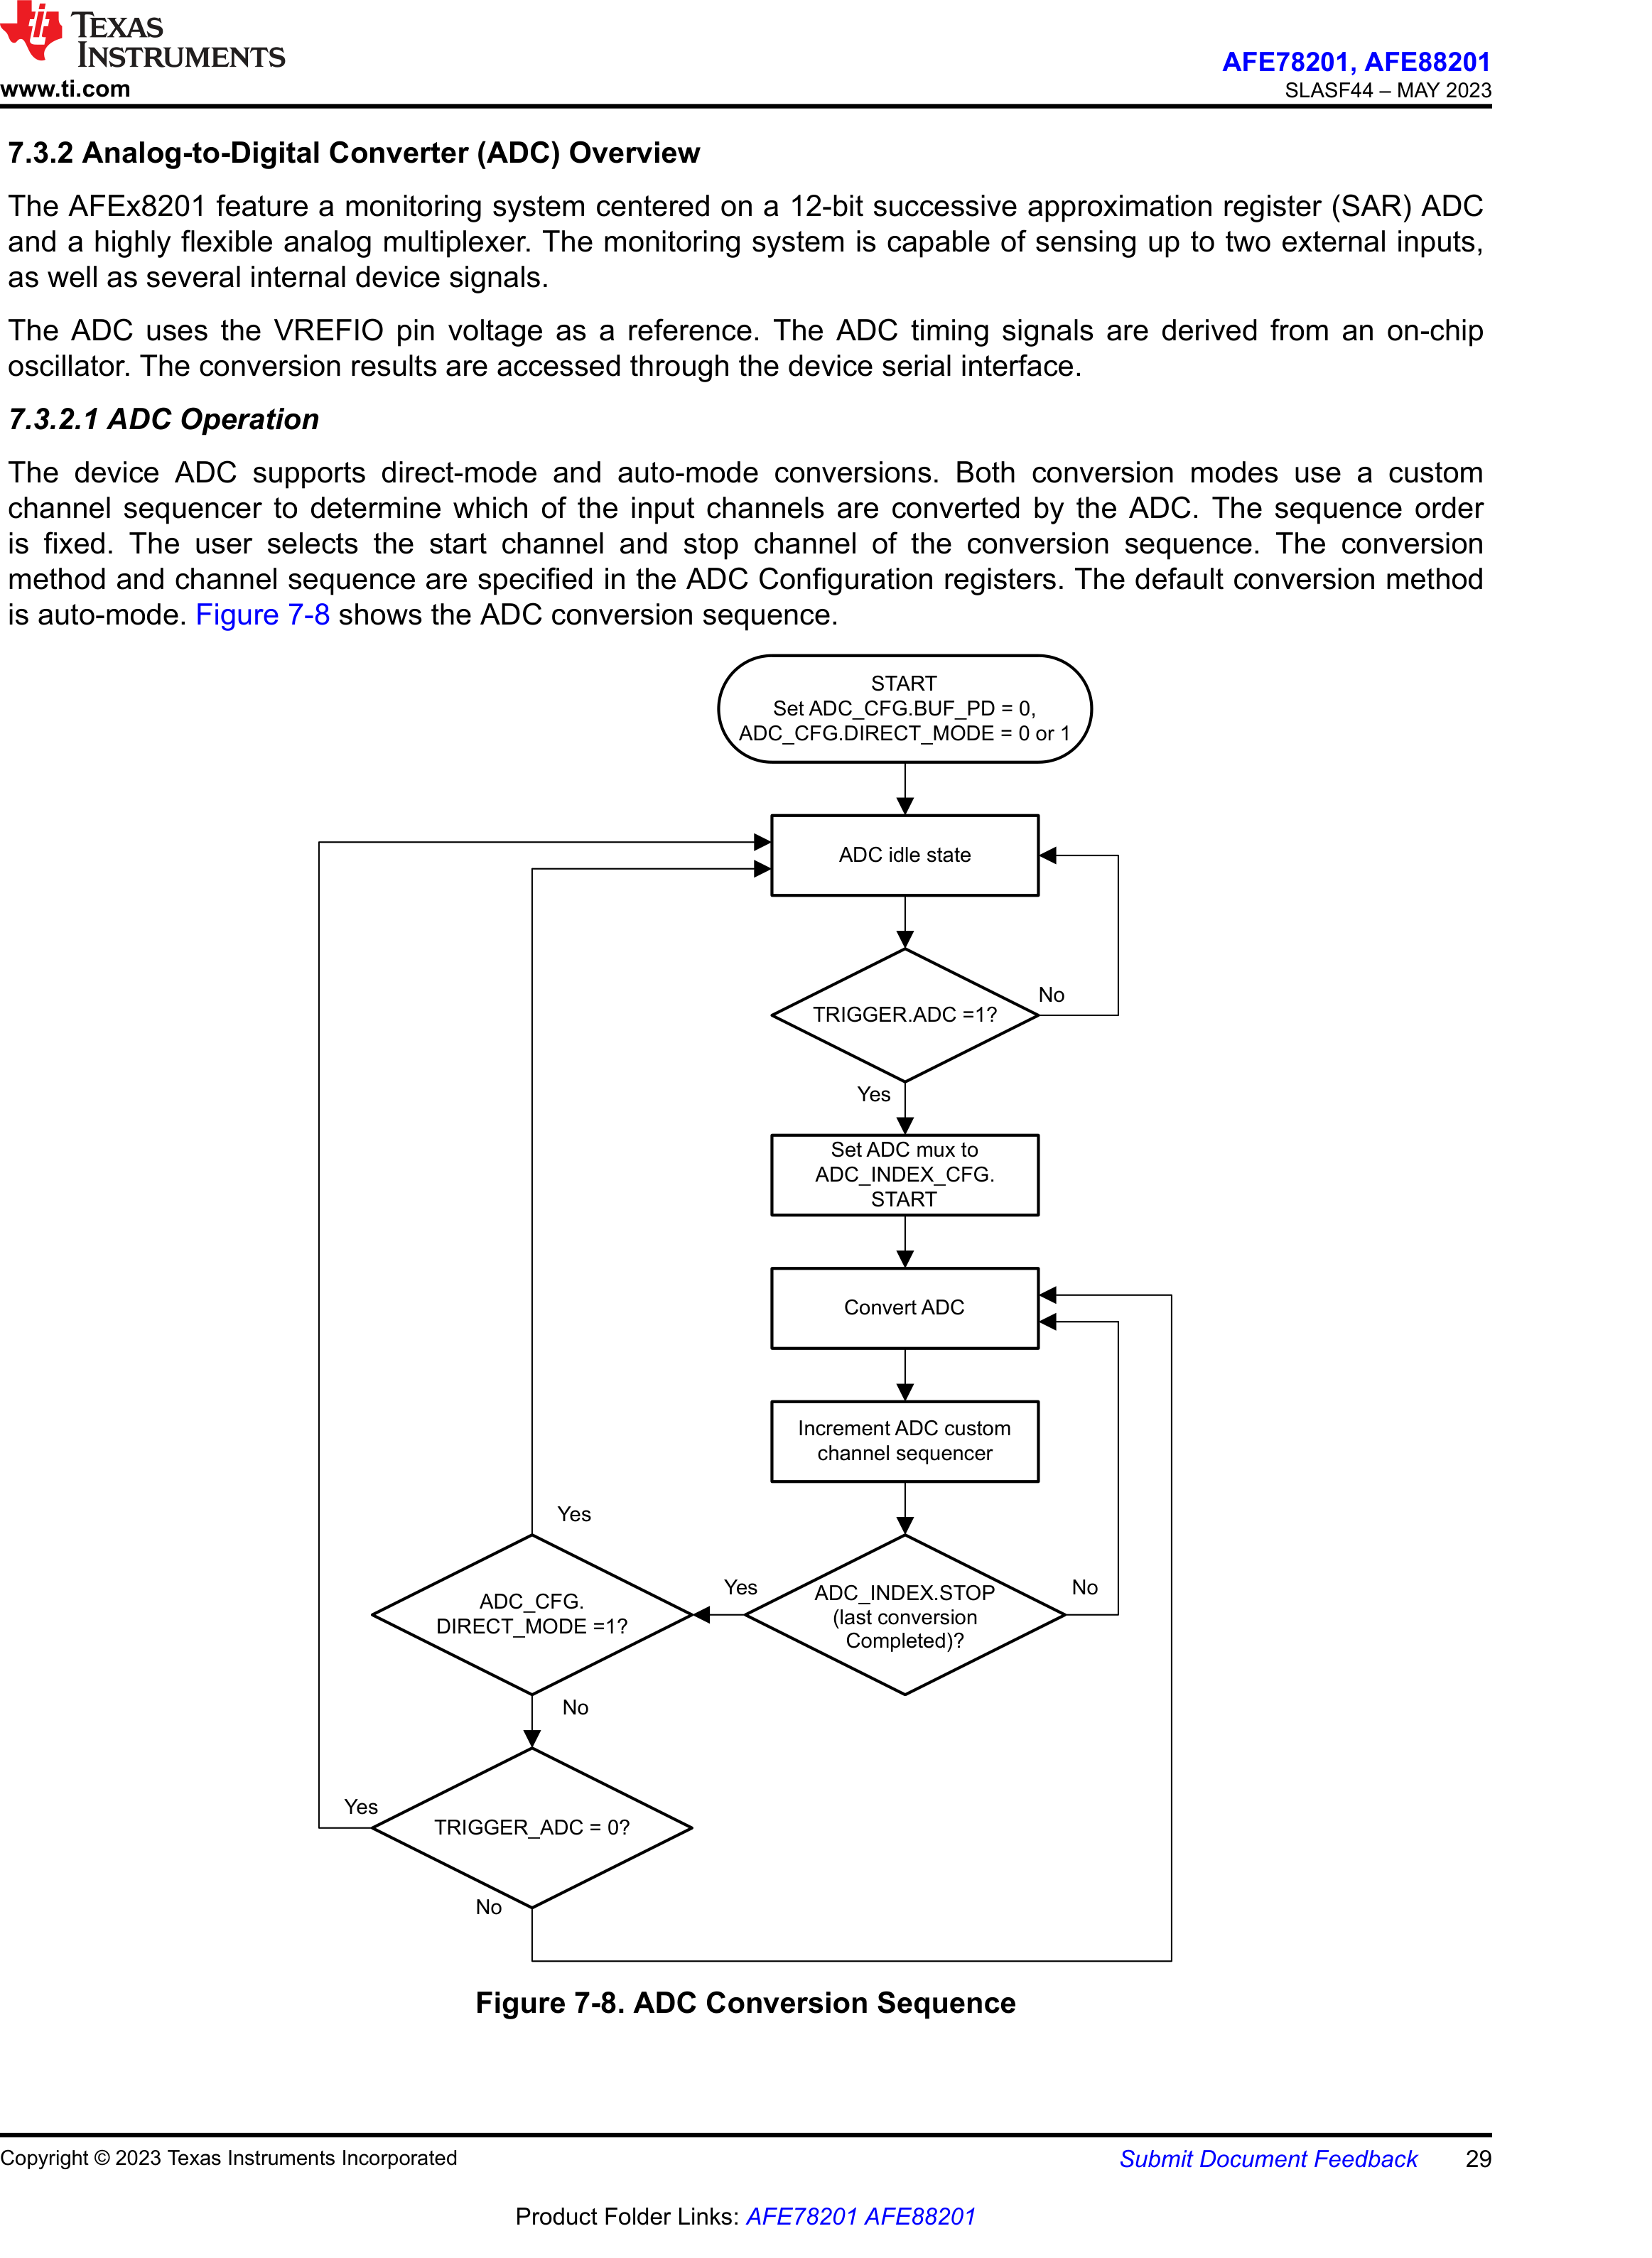 TEXAS
INSTRUMENTS
www.ti.com
AFE78201, AFE88201
SLASF44 – MAY 2023
7.3.2 Analog-to-Digital Converter (ADC) Overview
The AFEx8201 feature a monitoring system centered on a 12-bit successive approximation register (SAR) ADC
and a highly flexible analog multiplexer. The monitoring system is capable of sensing up to two external inputs,
as well as several internal device signals.
The ADC uses the VREFIO pin voltage as a reference. The ADC timing signals are derived from an on-chip
oscillator. The conversion results are accessed through the device serial interface.
7.3.2.1 ADC Operation
The device ADC supports direct-mode and auto-mode conversions. Both conversion modes use a custom
channel sequencer to determine which of the input channels are converted by the ADC. The sequence order
is fixed. The user selects the start channel and stop channel of the conversion sequence. The conversion
method and channel sequence are specified in the ADC Configuration registers. The default conversion method
is auto-mode. Figure 7-8 shows the ADC conversion sequence.
START
Set ADC_CFG.BUF_PD = 0,
ADC_CFG.DIRECT_MODE = 0 or 1
ADC idle state
TRIGGER.ADC =1?
No
Yes
Set ADC mux to
ADC_INDEX_CFG.
START
Convert ADC
Increment ADC custom
channel sequencer
Yes
ADC_CFG.
DIRECT_MODE =1?
Yes
ADC_INDEX.STOP
(last conversion
Completed)?
No
No
Yes
TRIGGER_ADC = 0?
No
Figure 7-8. ADC Conversion Sequence
Copyright © 2023 Texas Instruments Incorporated
Submit Document Feedback 29
Product Folder Links: AFE78201 AFE88201